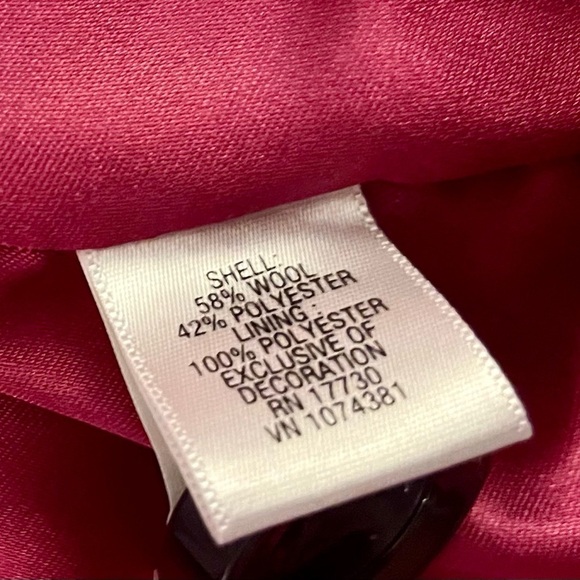 SHELL:
58% WOOL
42% POLYESTER
LINING:
100% POLYESTER
EXCLUSIVE OF
DECORATION
RN 17730
VN 1074381